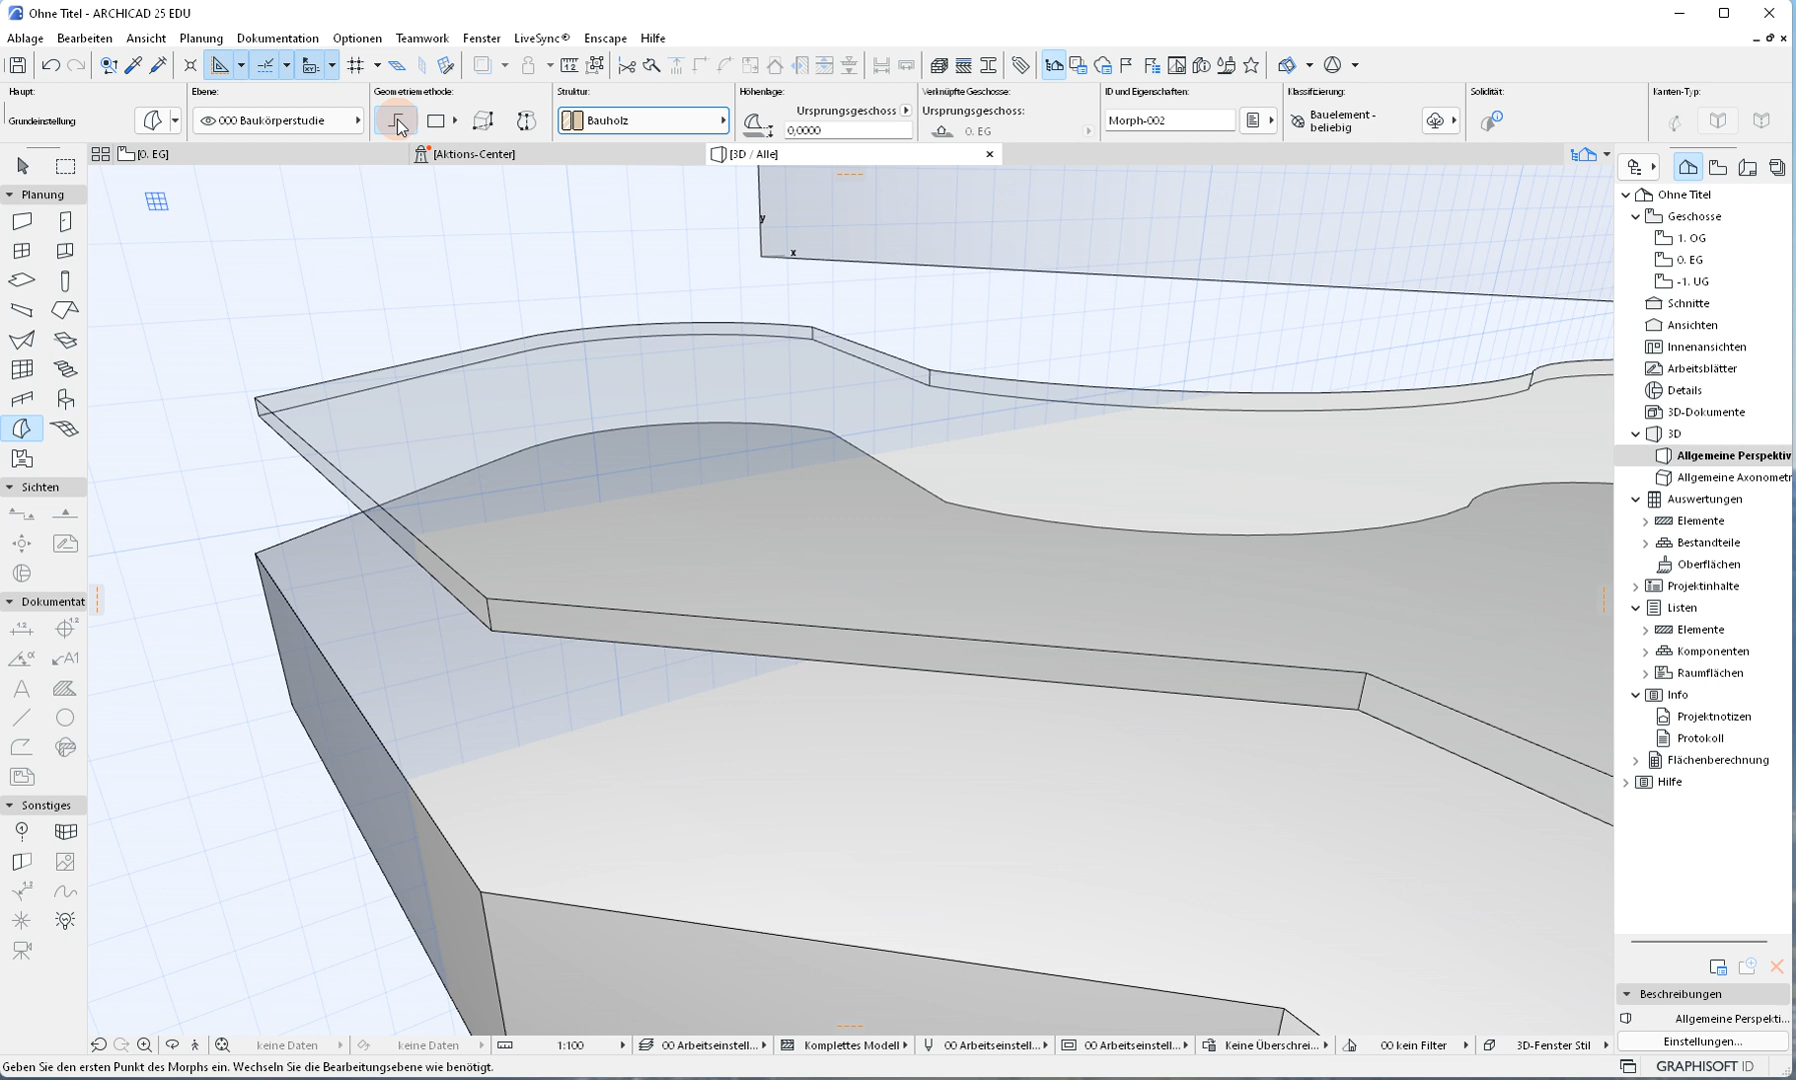 Ohne Titel - ARCHICAD 25 EDU
Ablage Bearbeiten Ansicht Planung Dokumentation Optionen Teamwork Fenster LiveSync® Enscape Hilfe
Haupt: Ebene: Geometriemethode: Struktur: Höhenlage: Verknüpfte Geschosse: ID und Eigenschaften: Klassifizierung: Solidität: Kanten-Typ:
Grundeinstellung
000 Baukörperstudie
Bauholz
Ursprungsgeschoss
0,0000
Ursprungsgeschoss:
0. EG
Morph-002
Bauelement -
beliebig
[0. EG]
[Aktions-Center]
[3D / Alle]
Planung
Sichten
Dokumentat
1.2
1.2
A1
A
Sonstiges
y
x
Ohne Titel
Geschosse
1. OG
0. EG
-1. UG
Schnitte
Ansichten
Innenansichten
Arbeitsblätter
Details
3D-Dokumente
3D
Allgemeine Perspektiv
Allgemeine Axonometr
Auswertungen
Elemente
Bestandteile
Oberflächen
Projektinhalte
Listen
Elemente
Komponenten
Raumflächen
Info
Projektnotizen
Protokoll
Flächenberechnung
Hilfe
Beschreibungen
Allgemeine Perspekti...
Einstellungen...
keine Daten keine Daten 1:100 00 Arbeitseinstell... Komplettes Modell 00 Arbeitseinstell... 00 Arbeitseinstell... Keine Überschrei... 00 kein Filter 3D-Fenster Stil
Geben Sie den ersten Punkt des Morphs ein. Wechseln Sie die Bearbeitungsebene wie benötigt.
GRAPHISOFT ID